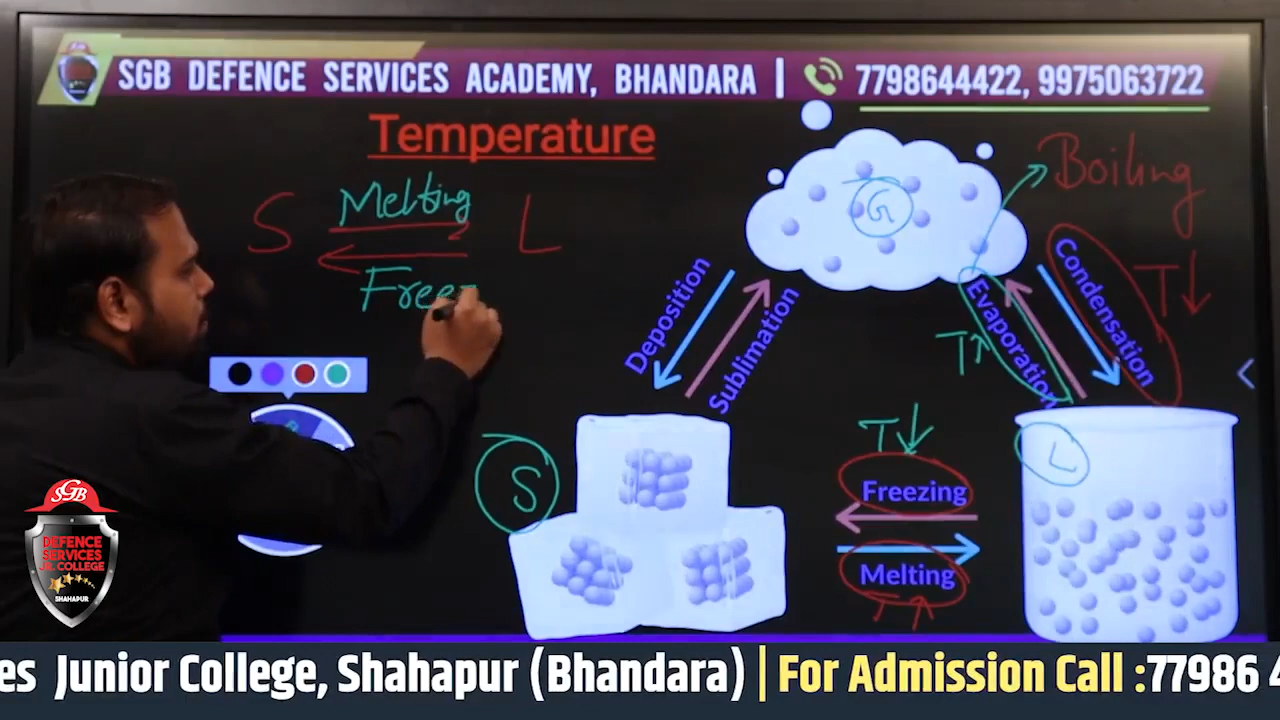 SGB DEFENCE SERVICES ACADEMY, BHANDARA | 7798644422, 9975063722
Temperature
S Melting L
Freez
G
Boiling
Deposition
Sublimation
Evaporation
T↑
Condensation
T↓
S
L
T↓
Freezing
Melting
T↑
SGB
DEFENCE
SERVICES
JR. COLLEGE
SHAHAPUR
es Junior College, Shahapur (Bhandara) | For Admission Call :77986 4